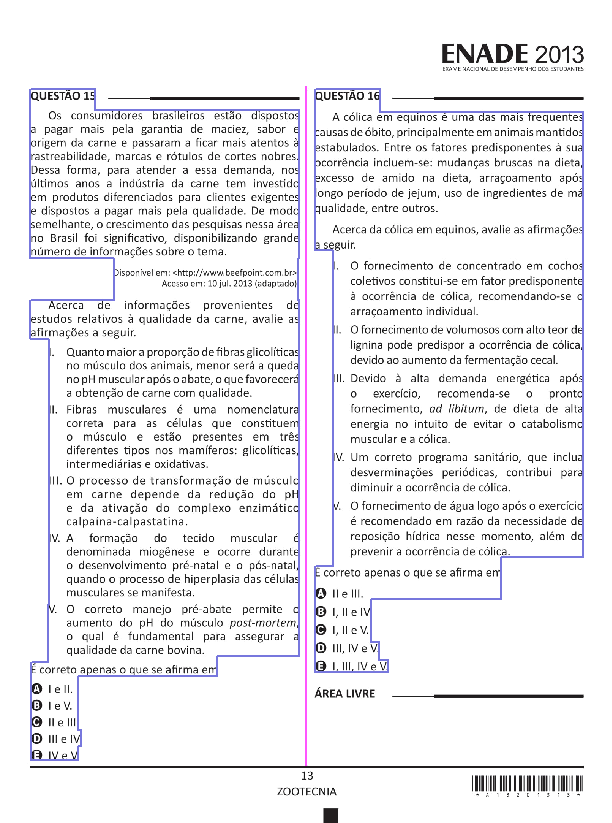 ENADE 2013
EXAME NACIONAL DE DESEMPENHO DOS ESTUDANTES
QUESTÃO 15
Os consumidores brasileiros estão dispostos
a pagar mais pela garantia de maciez, sabor e
origem da carne e passaram a ficar mais atentos à
rastreabilidade, marcas e rótulos de cortes nobres.
Dessa forma, para atender a essa demanda, nos
últimos anos a indústria da carne tem investido
em produtos diferenciados para clientes exigentes
e dispostos a pagar mais pela qualidade. De modo
semelhante, o crescimento das pesquisas nessa área
no Brasil foi significativo, disponibilizando grande
número de informações sobre o tema.
Disponível em: <http://www.beefpoint.com.br>
Acesso em: 10 jul. 2013 (adaptado)
Acerca de informações provenientes de
estudos relativos à qualidade da carne, avalie as
afirmações a seguir.
I. Quanto maior a proporção de fibras glicolíticas
no músculo dos animais, menor será a queda
no pH muscular após o abate, o que favorecerá
a obtenção de carne com qualidade.
II. Fibras musculares é uma nomenclatura
correta para as células que constituem
o músculo e estão presentes em três
diferentes tipos nos mamíferos: glicolíticas,
intermediárias e oxidativas.
III. O processo de transformação de músculo
em carne depende da redução do pH
e da ativação do complexo enzimático
calpaína-calpastatina.
IV. A formação do tecido muscular é
denominada miogênese e ocorre durante
o desenvolvimento pré-natal e o pós-natal,
quando o processo de hiperplasia das células
musculares se manifesta.
V. O correto manejo pré-abate permite o
aumento do pH do músculo post-mortem,
o qual é fundamental para assegurar a
qualidade da carne bovina.
É correto apenas o que se afirma em
A I e II.
B I e V.
C II e III
D III e IV
E IV e V
QUESTÃO 16
A cólica em equinos é uma das mais frequentes
causas de óbito, principalmente em animais mantidos
estabulados. Entre os fatores predisponentes à sua
ocorrência incluem-se: mudanças bruscas na dieta,
excesso de amido na dieta, arraçoamento após
longo período de jejum, uso de ingredientes de má
qualidade, entre outros.
Acerca da cólica em equinos, avalie as afirmações
a seguir.
I. O fornecimento de concentrado em cochos
coletivos constitui-se em fator predisponente
à ocorrência de cólica, recomendando-se o
arraçoamento individual.
II. O fornecimento de volumosos com alto teor de
lignina pode predispor a ocorrência de cólica,
devido ao aumento da fermentação cecal.
III. Devido à alta demanda energética após
o exercício, recomenda-se o pronto
fornecimento, ad libitum, de dieta de alta
energia no intuito de evitar o catabolismo
muscular e a cólica.
IV. Um correto programa sanitário, que inclua
desverminações periódicas, contribui para
diminuir a ocorrência de cólica.
V. O fornecimento de água logo após o exercício
é recomendado em razão da necessidade de
reposição hídrica nesse momento, além de
prevenir a ocorrência de cólica.
É correto apenas o que se afirma em
A II e III.
B I, II e IV
C I, II e V.
D III, IV e V
E I, III, IV e V
ÁREA LIVRE
13
ZOOTECNIA